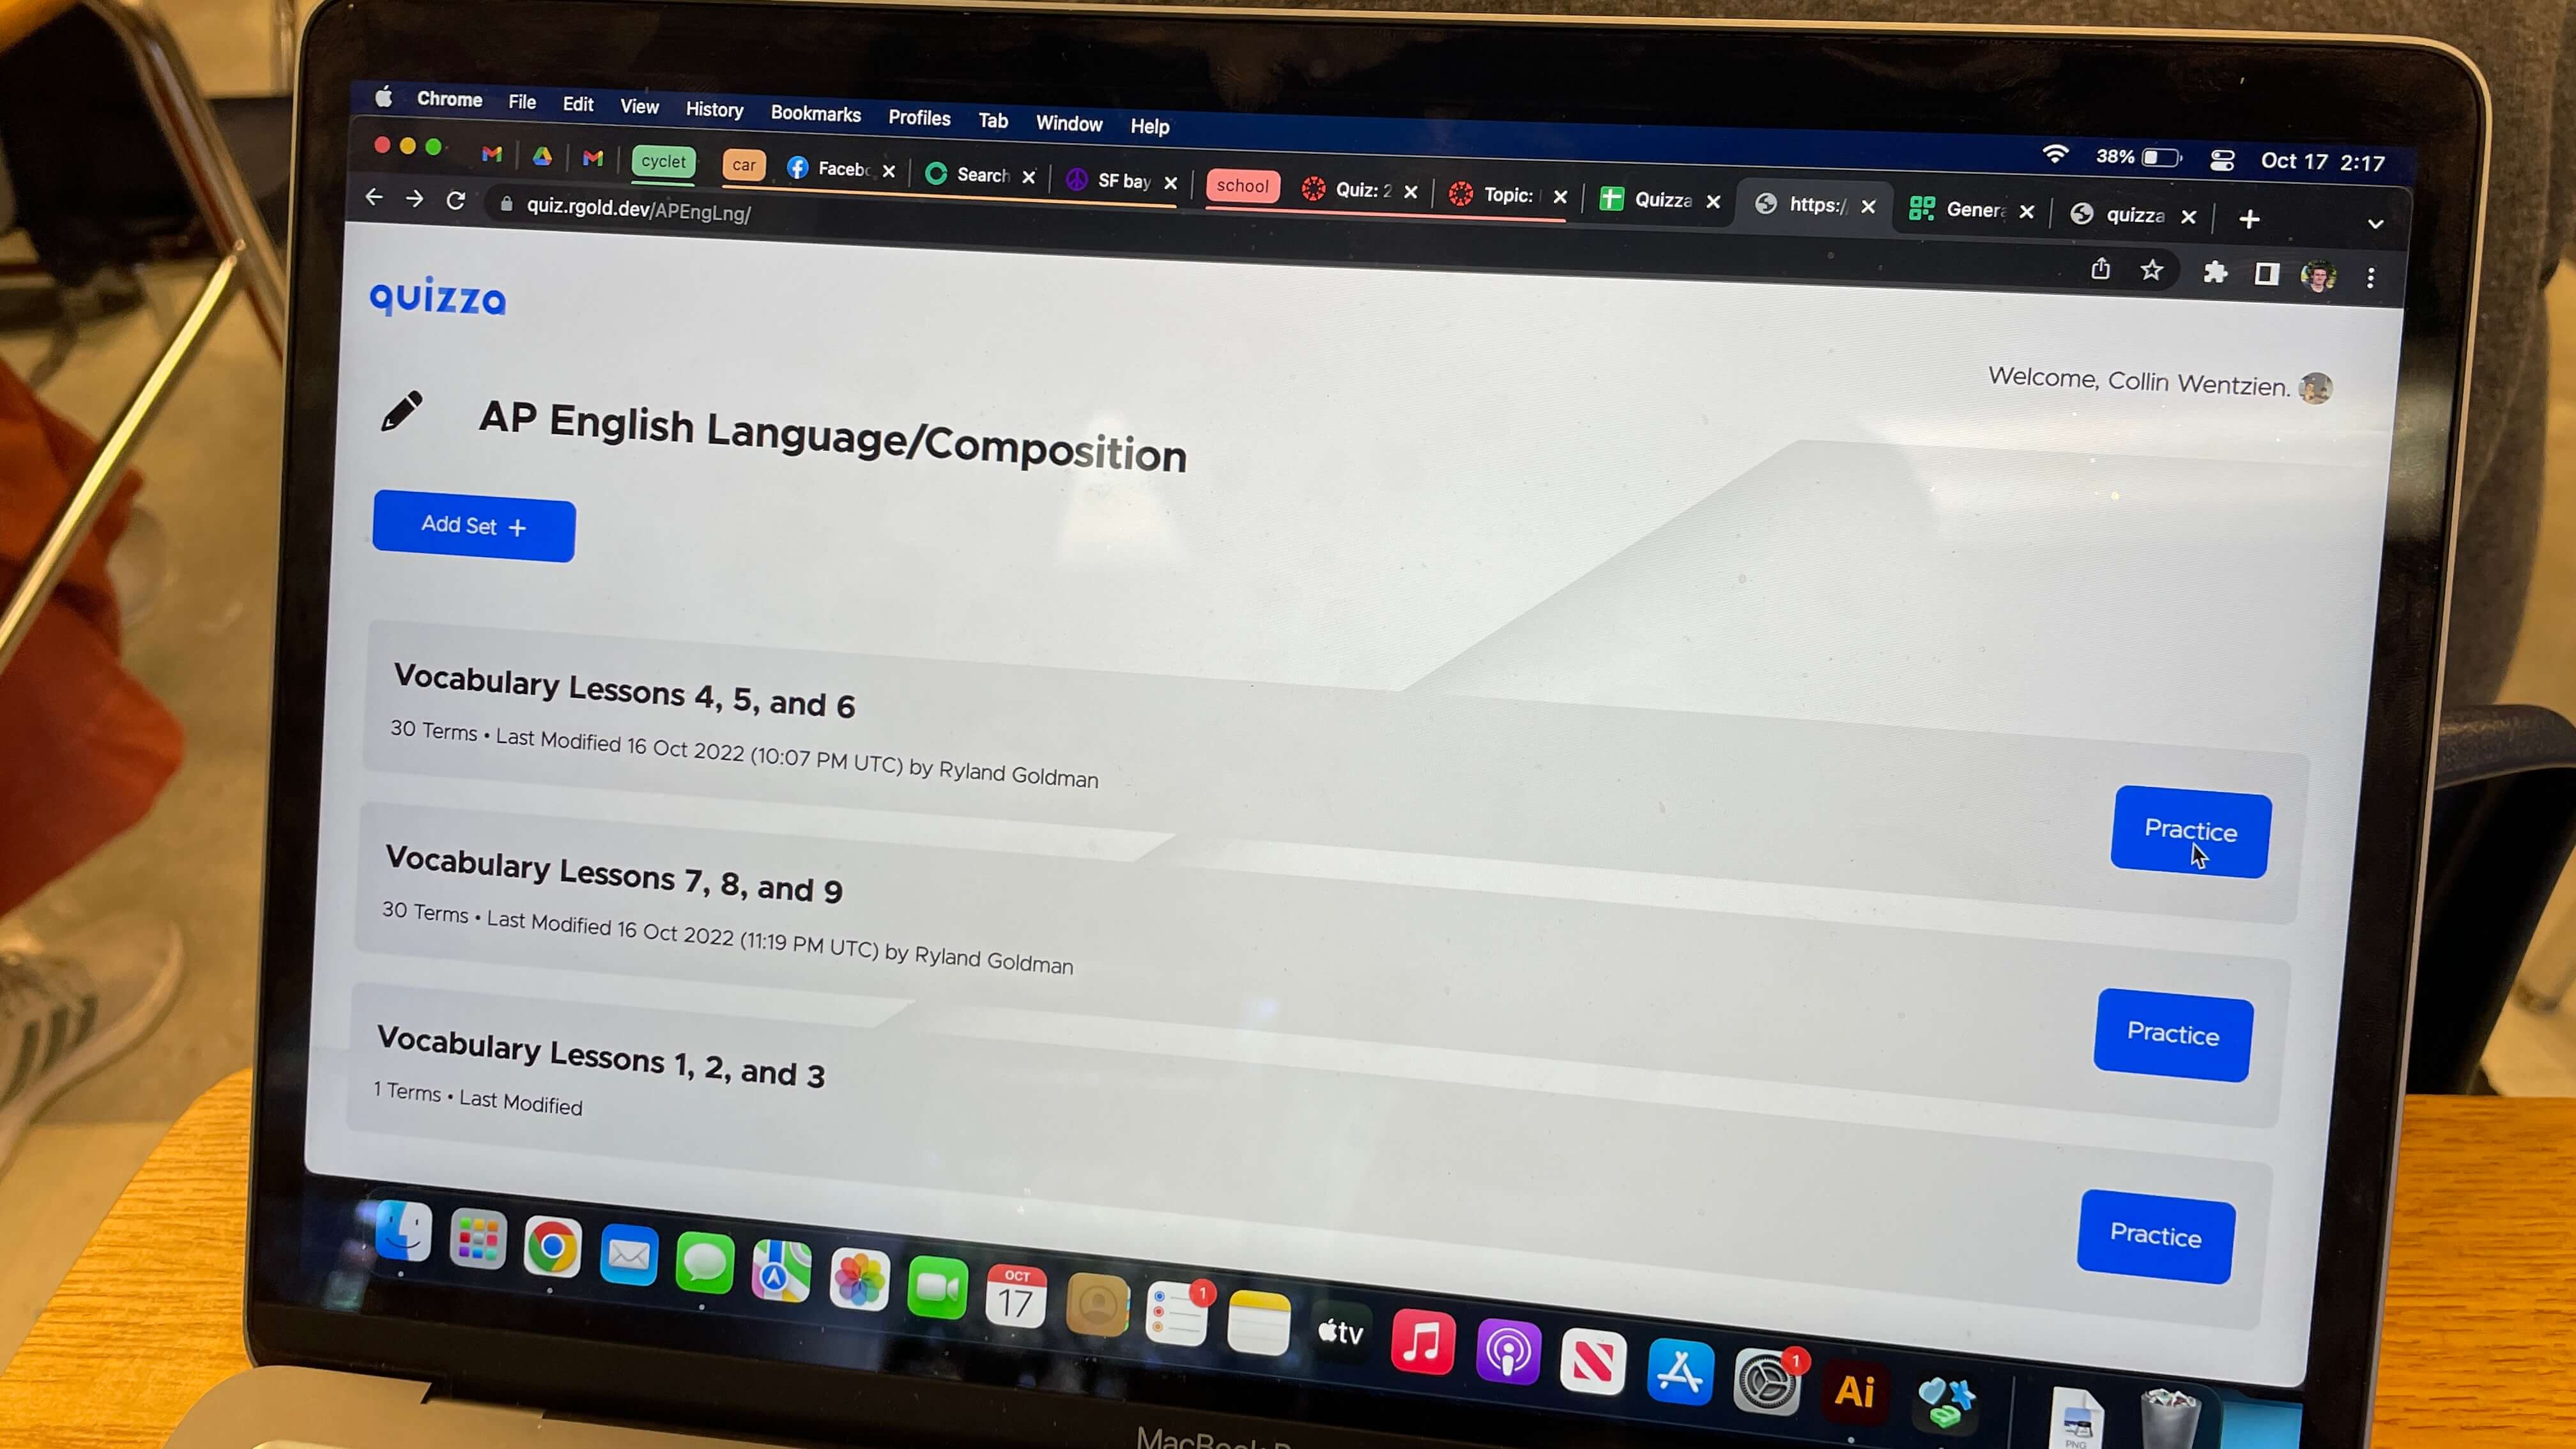 Chrome File Edit View History Bookmarks Profiles Tab Window Help
38% Oct 17 2:17
cyclet car Faceb Search SF bay school Quiz: 2 Topic: Quizza https:/ Genera quizza
quiz.rgold.dev/APEngLng/
quizza
Welcome, Collin Wentzien.
AP English Language/Composition
Add Set +
Vocabulary Lessons 4, 5, and 6
30 Terms • Last Modified 16 Oct 2022 (10:07 PM UTC) by Ryland Goldman
Practice
Vocabulary Lessons 7, 8, and 9
30 Terms • Last Modified 16 Oct 2022 (11:19 PM UTC) by Ryland Goldman
Practice
Vocabulary Lessons 1, 2, and 3
1 Terms • Last Modified
Practice
OCT
17
1
tv
1
Ai
PNG